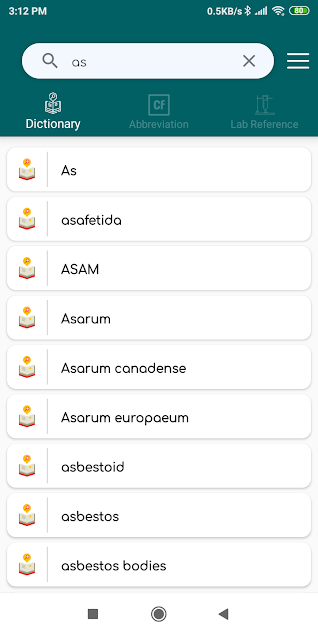 3:12 PM 0.5KB/s 80
as
CF
Dictionary Abbreviation Lab Reference
As
asafetida
ASAM
Asarum
Asarum canadense
Asarum europaeum
asbestoid
asbestos
asbestos bodies